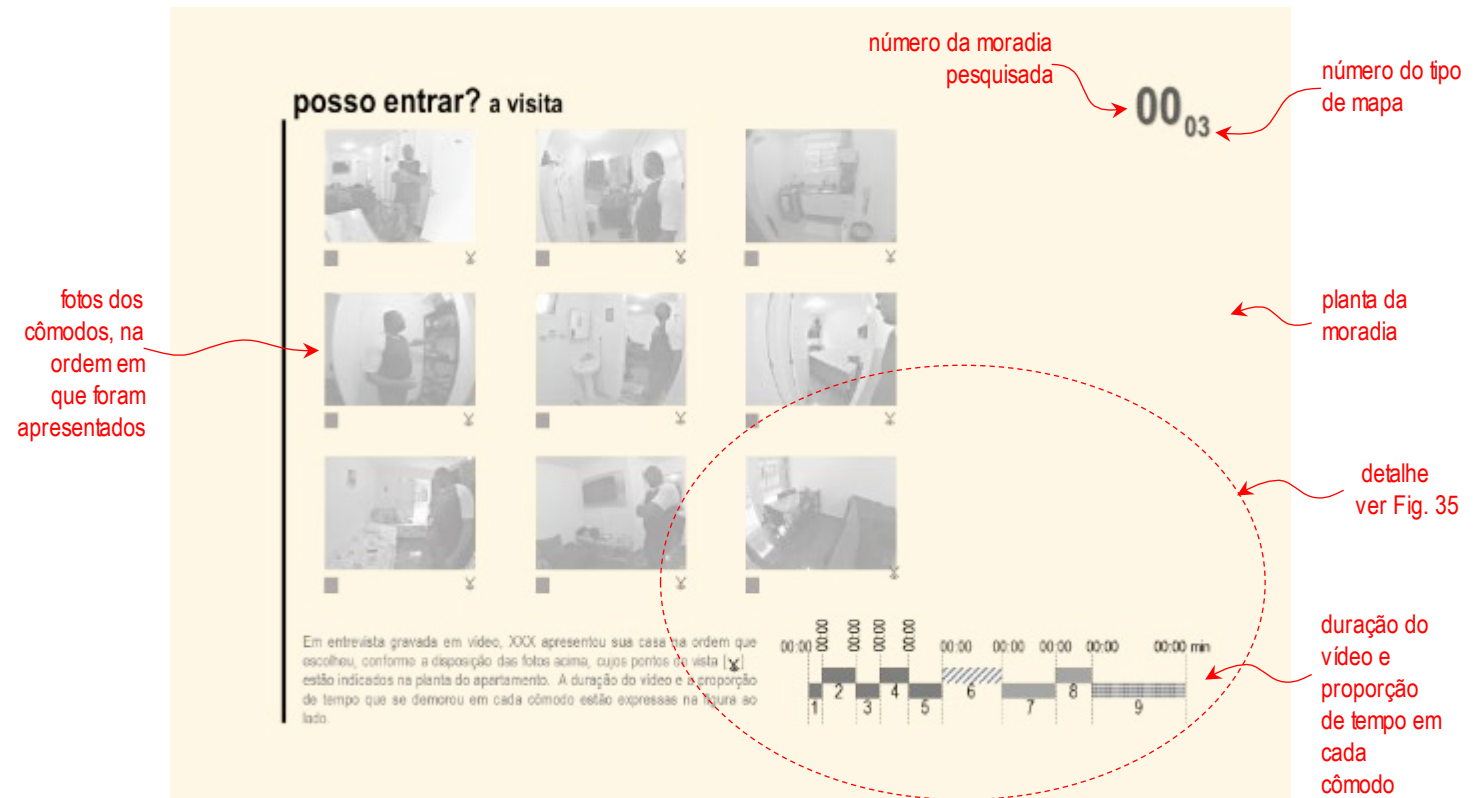 número da moradia
pesquisada
número do tipo
de mapa
posso entrar? a visita
00 03
fotos dos
cômodos, na
ordem em
que foram
apresentados
planta da
moradia
detalhe
ver Fig. 35
Em entrevista gravada em vídeo, XXX apresentou sua casa na ordem que
escolheu, conforme a disposição das fotos acima, cujos pontos de vista [ ]
estão indicados na planta do apartamento. A duração do vídeo e a proporção
de tempo que se demorou em cada cômodo estão expressas na figura ao
lado.
00:00 00:00 00:00 00:00 00:00 00:00 00:00 00:00 00:00 00:00 min
1 2 3 4 5 6 7 8 9
duração do
vídeo e
proporção
de tempo em
cada
cômodo